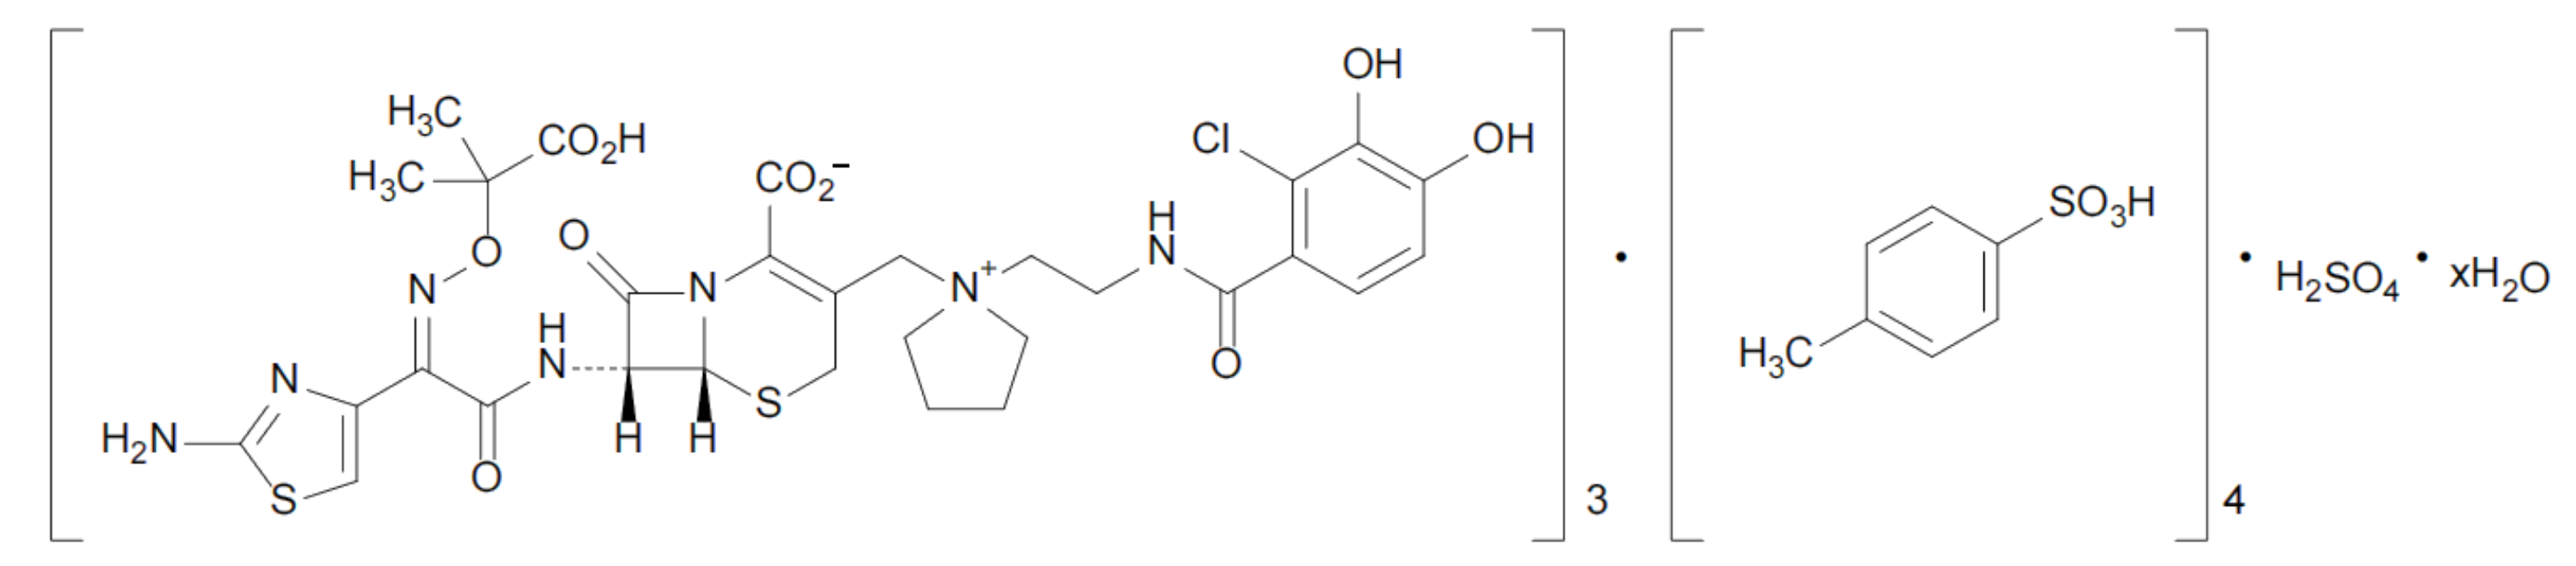 OH
H3C
CO2H
Cl
OH
H3C
CO2−
O
H
N
O
N
N
N+
H
N
O
N
S
H2N
H
H
S
O
3
SO3H
H3C
4
• H2SO4 • xH2O